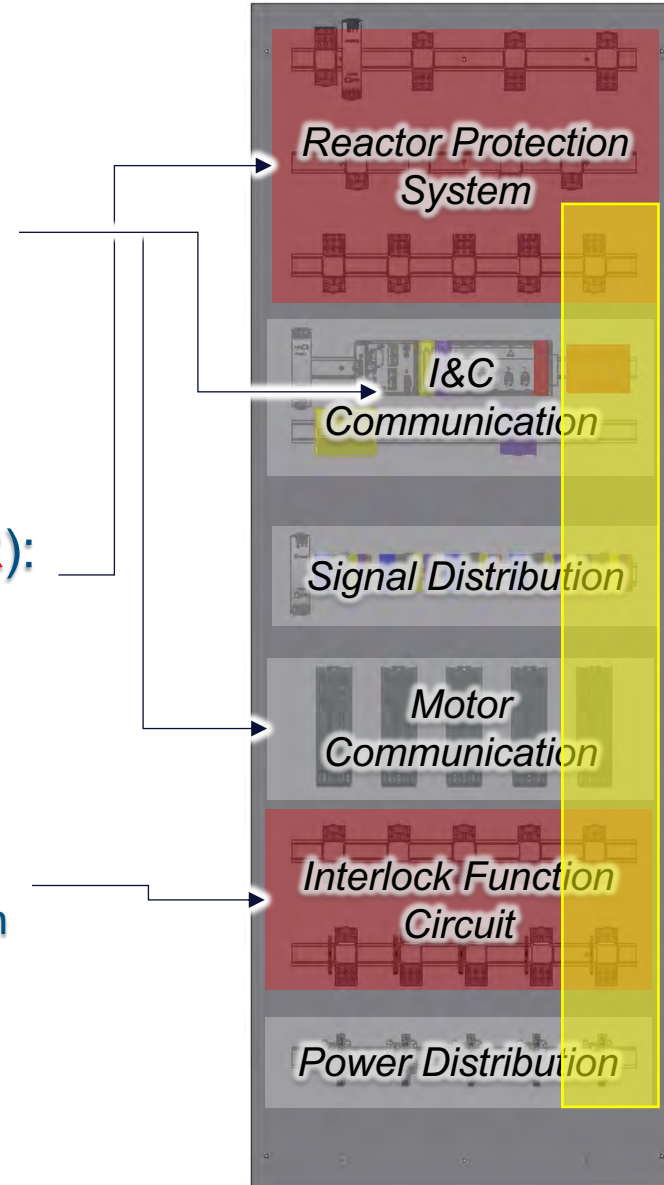 Reactor Protection
System
I&C
Communication
):
Signal Distribution
Motor
Communication
Interlock Function
Circuit
Power Distribution